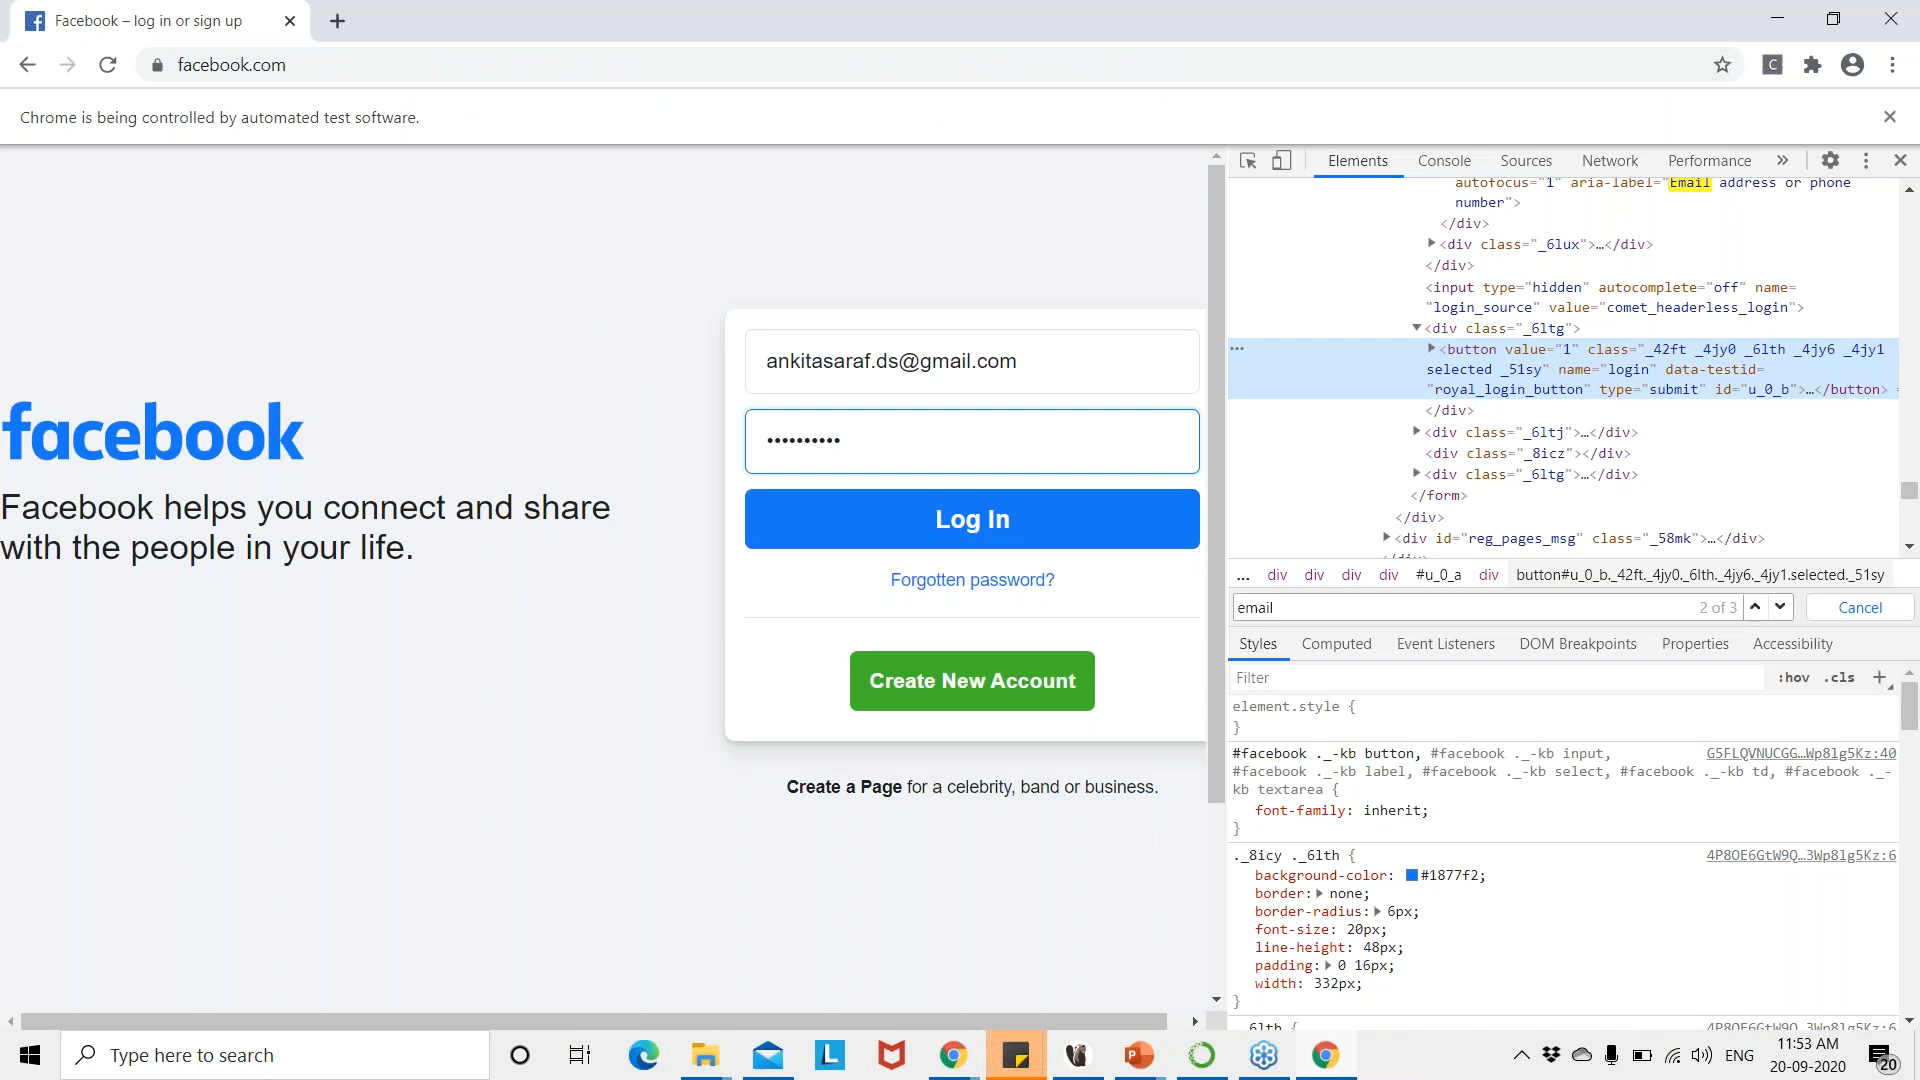 Facebook – log in or sign up
facebook.com
Chrome is being controlled by automated test software.
facebook
Facebook helps you connect and share
with the people in your life.
ankitasaraf.ds@gmail.com
••••••••••
Log In
Forgotten password?
Create New Account
Create a Page for a celebrity, band or business.
Elements Console Sources Network Performance »
autofocus="1" aria-label="Email address or phone
number">
</div>
<div class="_6lux">…</div>
</div>
<input type="hidden" autocomplete="off" name=
"login_source" value="comet_headerless_login">
<div class="_6ltg">
<button value="1" class="_42ft _4jy0 _6lth _4jy6 _4jy1
selected _51sy" name="login" data-testid=
"royal_login_button" type="submit" id="u_0_b">…</button>
</div>
<div class="_6ltj">…</div>
<div class="_8icz"></div>
<div class="_6ltg">…</div>
</form>
</div>
<div id="reg_pages_msg" class="_58mk">…</div>
</div>
... div div div div #u_0_a div button#u_0_b._42ft._4jy0._6lth._4jy6._4jy1.selected._51sy
email 2 of 3 Cancel
Styles Computed Event Listeners DOM Breakpoints Properties Accessibility
Filter :hov .cls +
element.style {
}
#facebook ._-kb button, #facebook ._-kb input, G5FLQVNUCGG…Wp8lg5Kz:40
#facebook ._-kb label, #facebook ._-kb select, #facebook ._-kb td, #facebook ._-
kb textarea {
font-family: inherit;
}
._8icy ._6lth { 4P8OE6GtW9Q…3Wp8lg5Kz:6
background-color: #1877f2;
border: none;
border-radius: 6px;
font-size: 20px;
line-height: 48px;
padding: 0 16px;
width: 332px;
}
Type here to search
ENG
11:53 AM
20-09-2020
20